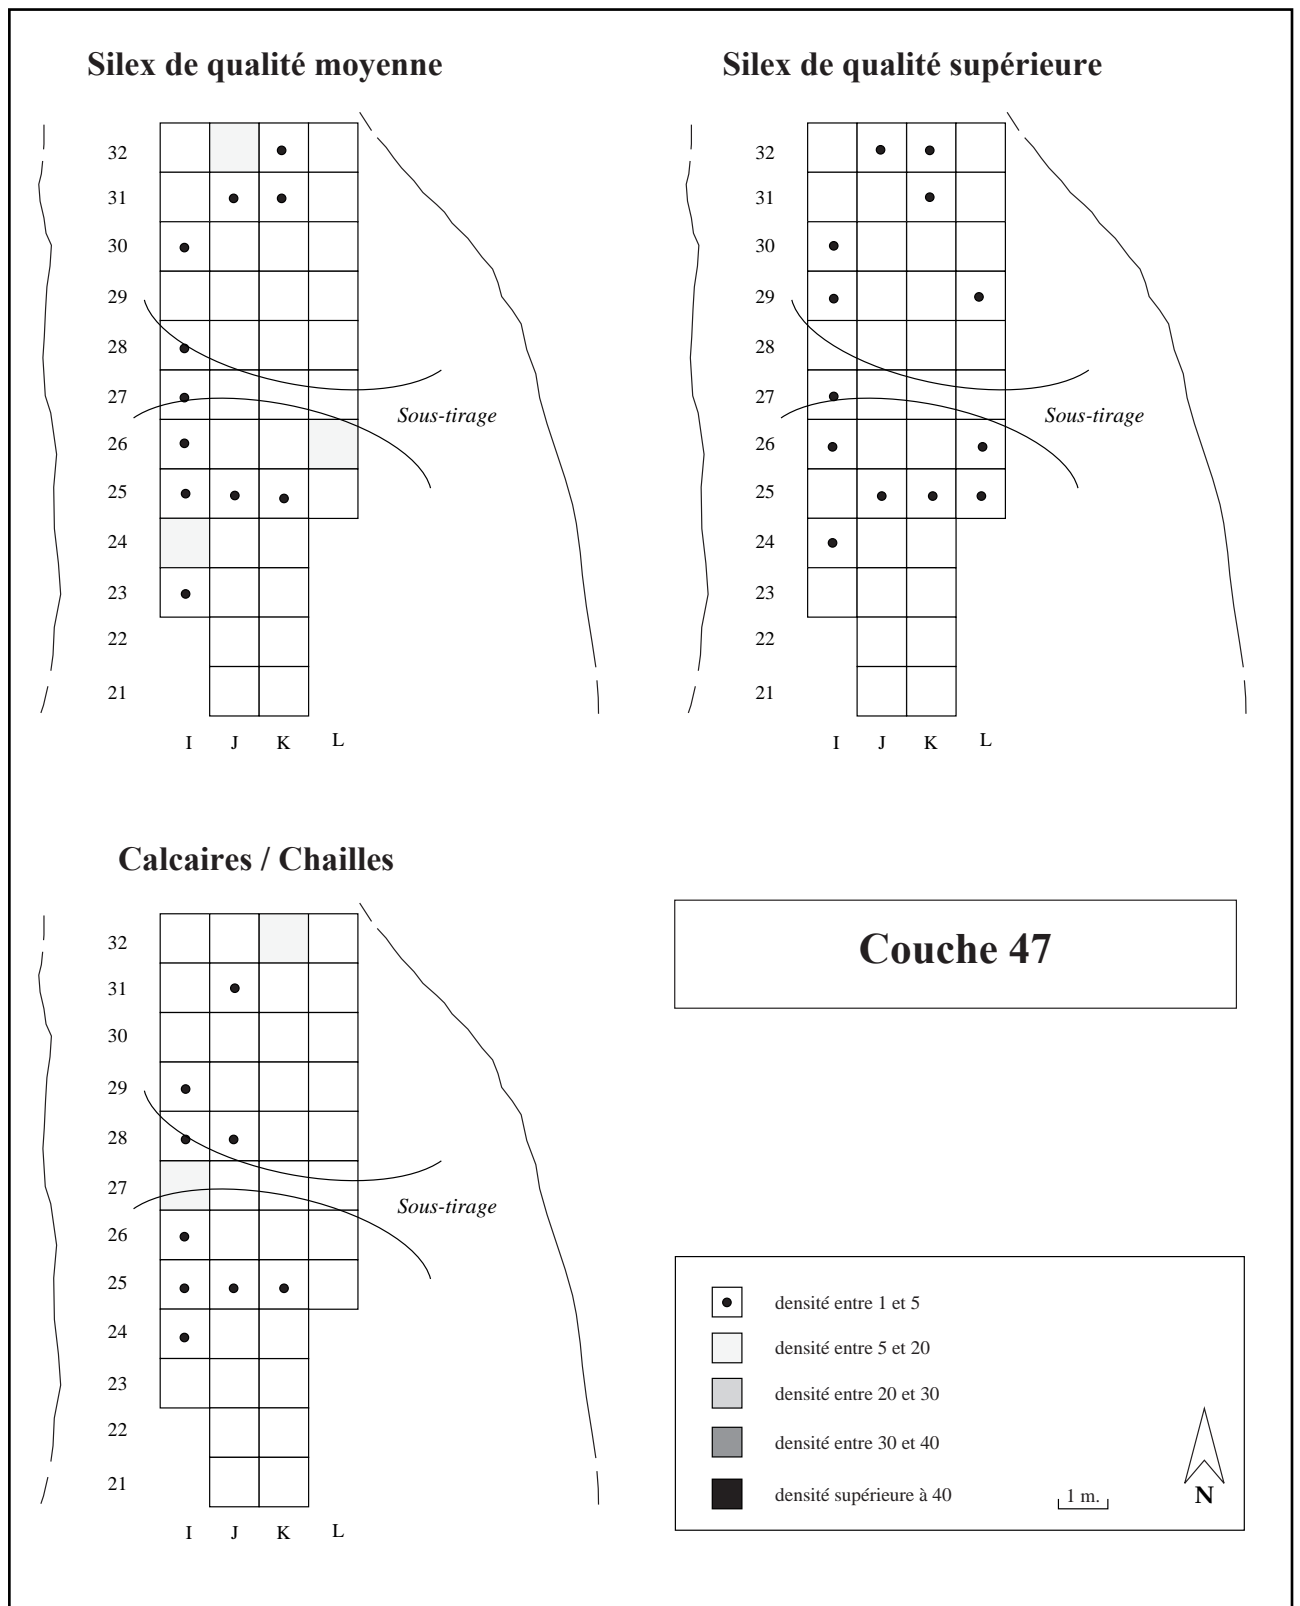 Silex de qualité moyenne
32
31
30
29
28
27
26
25
24
23
22
21
Sous-tirage
I J K L
Silex de qualité supérieure
32
31
30
29
28
27
26
25
24
23
22
21
Sous-tirage
I J K L
Calcaires / Chailles
32
31
30
29
28
27
26
25
24
23
22
21
Sous-tirage
I J K L
Couche 47
densité entre 1 et 5
densité entre 5 et 20
densité entre 20 et 30
densité entre 30 et 40
densité supérieure à 40
1 m.
N